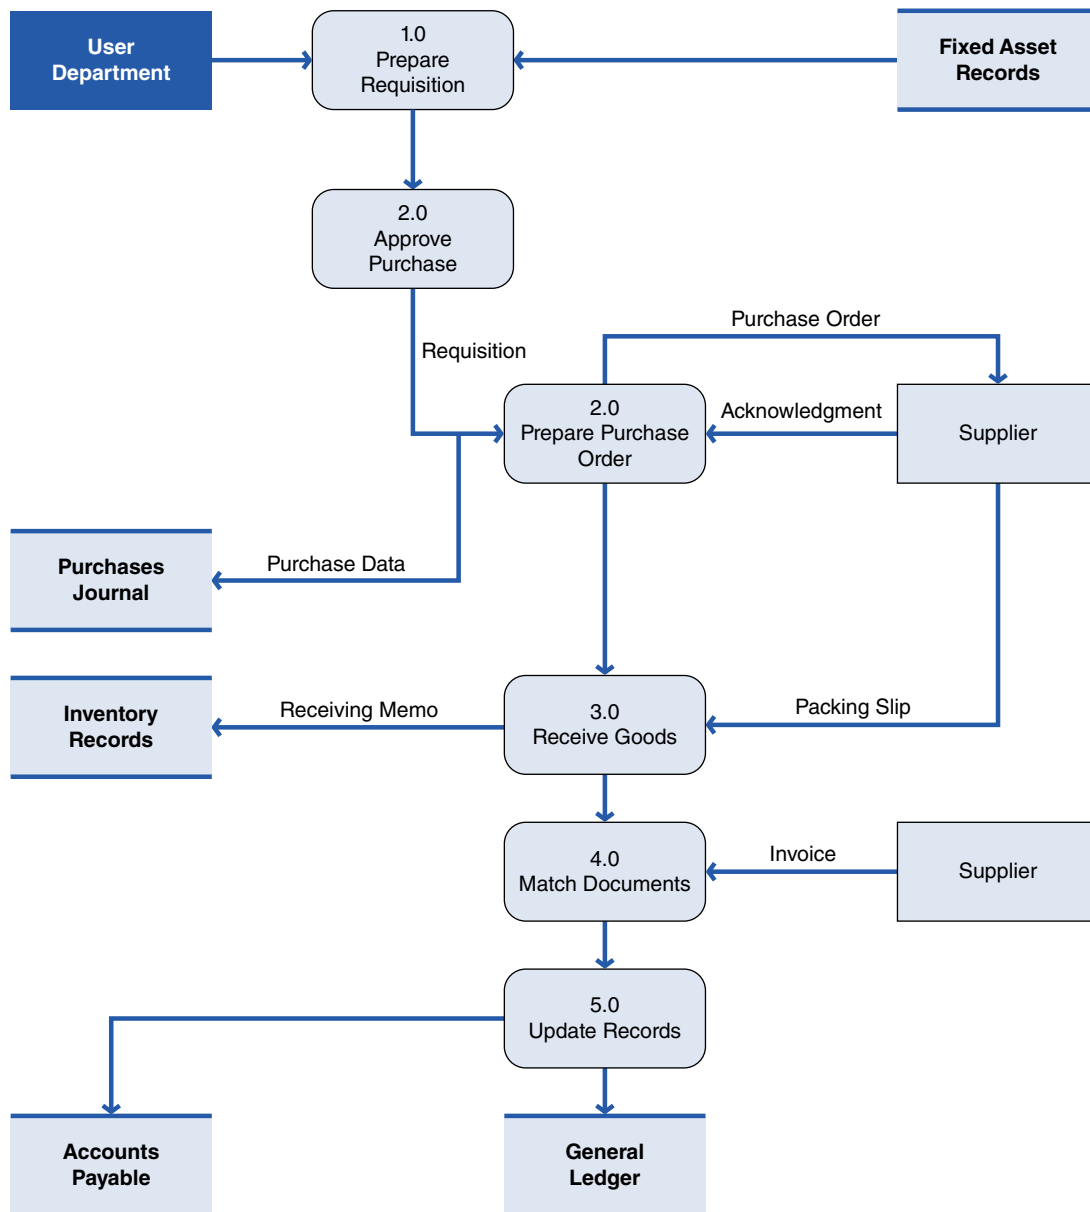 User
Department
1.0
Prepare
Requisition
Fixed Asset
Records
2.0
Approve
Purchase
Purchase Order
Requisition
2.0
Prepare Purchase
Order
Acknowledgment
Supplier
Purchases
Journal
Purchase Data
Inventory
Records
Receiving Memo
3.0
Receive Goods
Packing Slip
4.0
Match Documents
Invoice
Supplier
5.0
Update Records
Accounts
Payable
General
Ledger